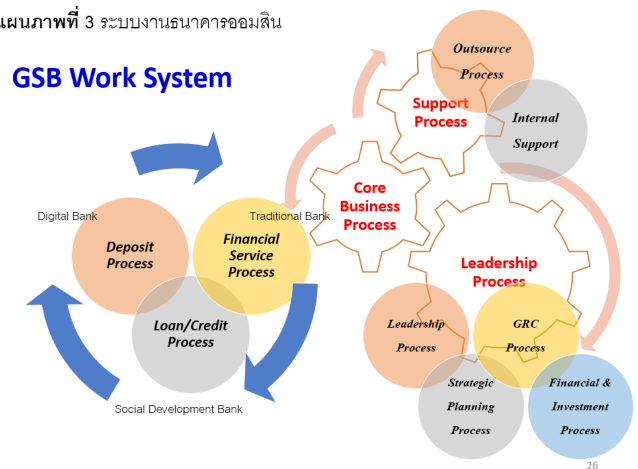 แผนภาพที่ 3 ระบบงานธนาคารออมสิน
GSB Work System
Outsource
Process
Support
Process
Internal
Support
Core
Business
Process
Digital Bank
Traditional Bank
Deposit
Process
Financial
Service
Process
Loan/Credit
Process
Social Development Bank
Leadership
Process
Leadership
Process
GRC
Process
Strategic
Planning
Process
Financial &
Investment
Process
26